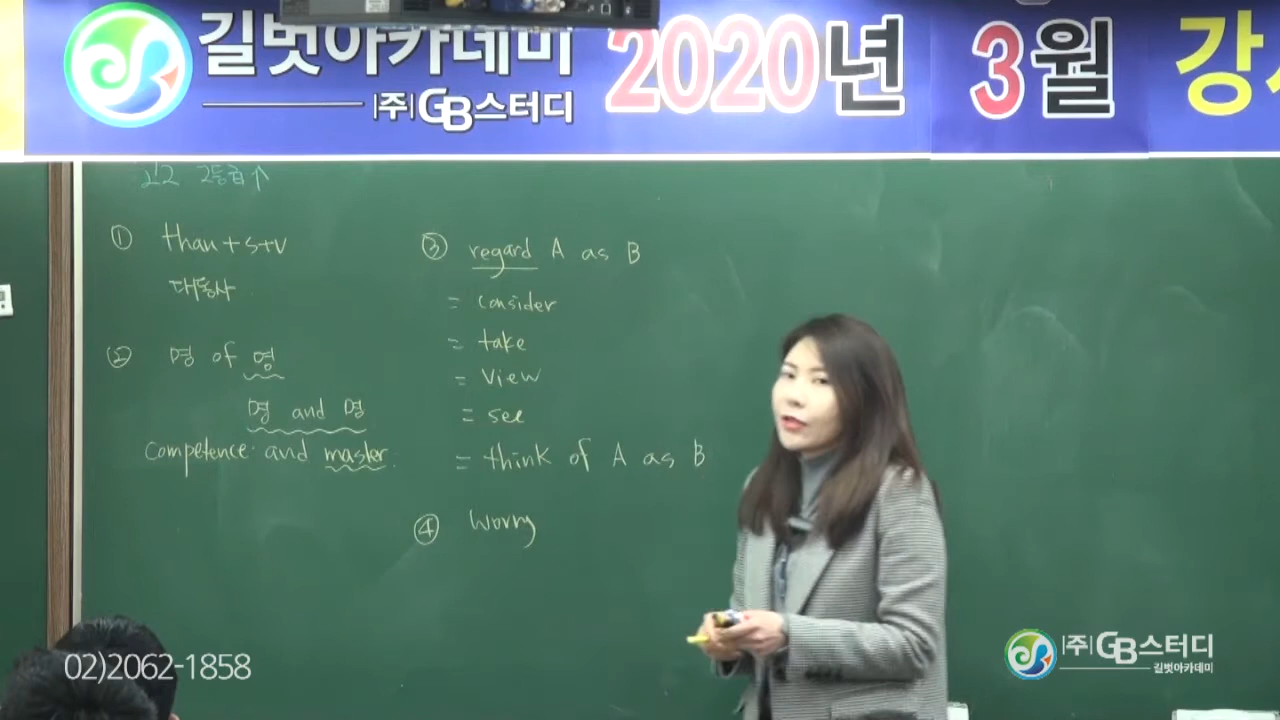 길벗아카데미
|주|GB스터디
2020년 3월 강
고2 2등급↑
① than+S+V
대동사
② 명 of 명
명 and 명
competence and master
③ regard A as B
= consider
= take
= view
= see
= think of A as B
④ worry
02)2062-1858
|주|GB스터디
길벗아카데미